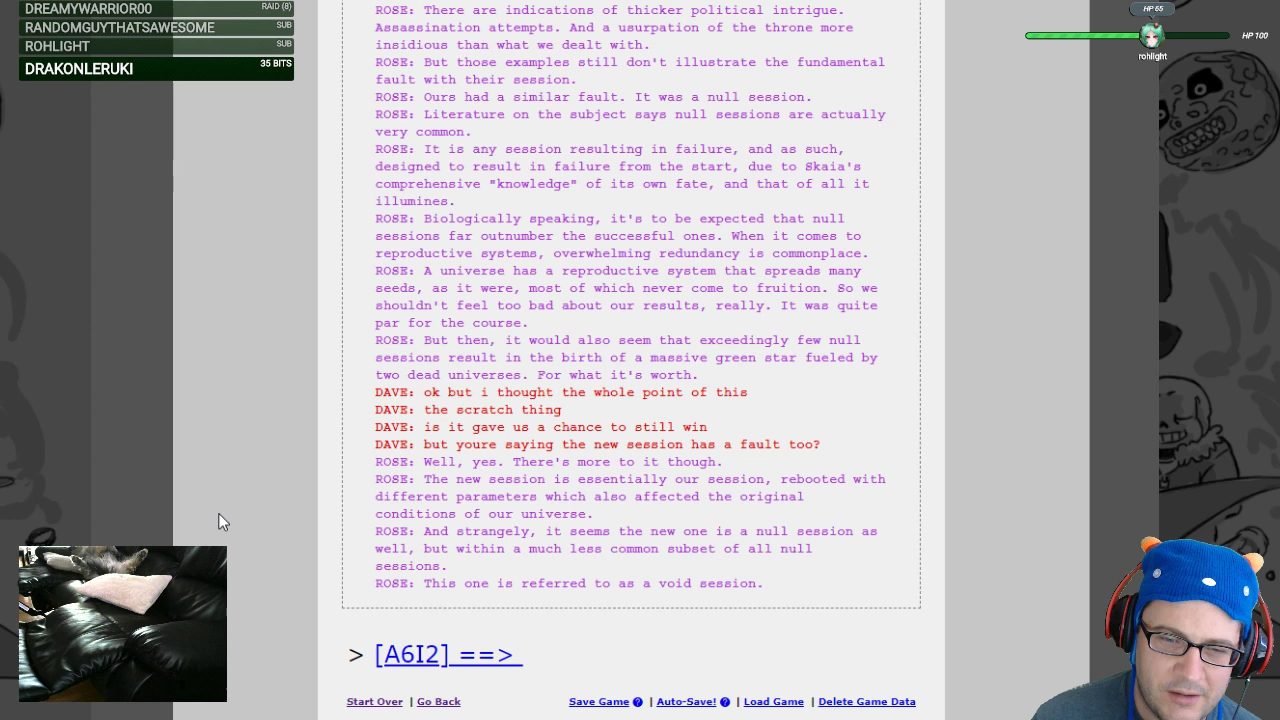 DREAMYWARRIOR00 RAID (8)
RANDOMGUYTHATSAWESOME SUB
ROHLIGHT SUB
DRAKONLERUKI 35 BITS
HP 65
HP 100
rohlight
ROSE: There are indications of thicker political intrigue.
Assassination attempts. And a usurpation of the throne more
insidious than what we dealt with.
ROSE: But those examples still don't illustrate the fundamental
fault with their session.
ROSE: Ours had a similar fault. It was a null session.
ROSE: Literature on the subject says null sessions are actually
very common.
ROSE: It is any session resulting in failure, and as such,
designed to result in failure from the start, due to Skaia's
comprehensive "knowledge" of its own fate, and that of all it
illumines.
ROSE: Biologically speaking, it's to be expected that null
sessions far outnumber the successful ones. When it comes to
reproductive systems, overwhelming redundancy is commonplace.
ROSE: A universe has a reproductive system that spreads many
seeds, as it were, most of which never come to fruition. So we
shouldn't feel too bad about our results, really. It was quite
par for the course.
ROSE: But then, it would also seem that exceedingly few null
sessions result in the birth of a massive green star fueled by
two dead universes. For what it's worth.
DAVE: ok but i thought the whole point of this
DAVE: the scratch thing
DAVE: is it gave us a chance to still win
DAVE: but youre saying the new session has a fault too?
ROSE: Well, yes. There's more to it though.
ROSE: The new session is essentially our session, rebooted with
different parameters which also affected the original
conditions of our universe.
ROSE: And strangely, it seems the new one is a null session as
well, but within a much less common subset of all null
sessions.
ROSE: This one is referred to as a void session.
> [A6I2] ==>
Start Over | Go Back Save Game ? | Auto-Save! ? | Load Game | Delete Game Data